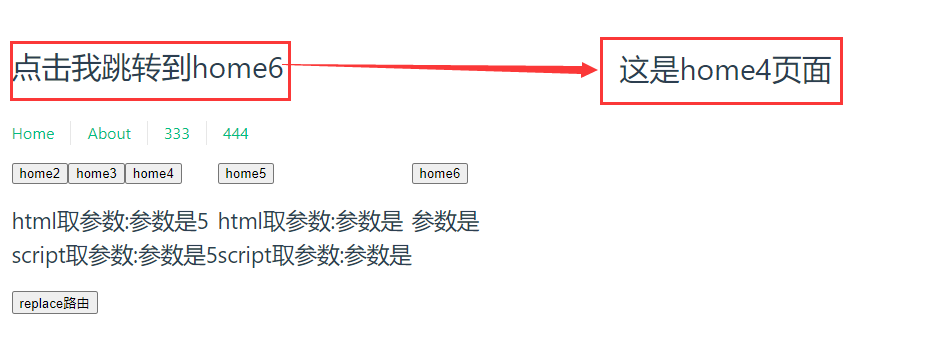 点击我跳转到home6 这是home4页面
Home About 333 444
home2 home3 home4 home5 home6
html取参数:参数是5 html取参数:参数是 参数是
script取参数:参数是5script取参数:参数是
replace路由